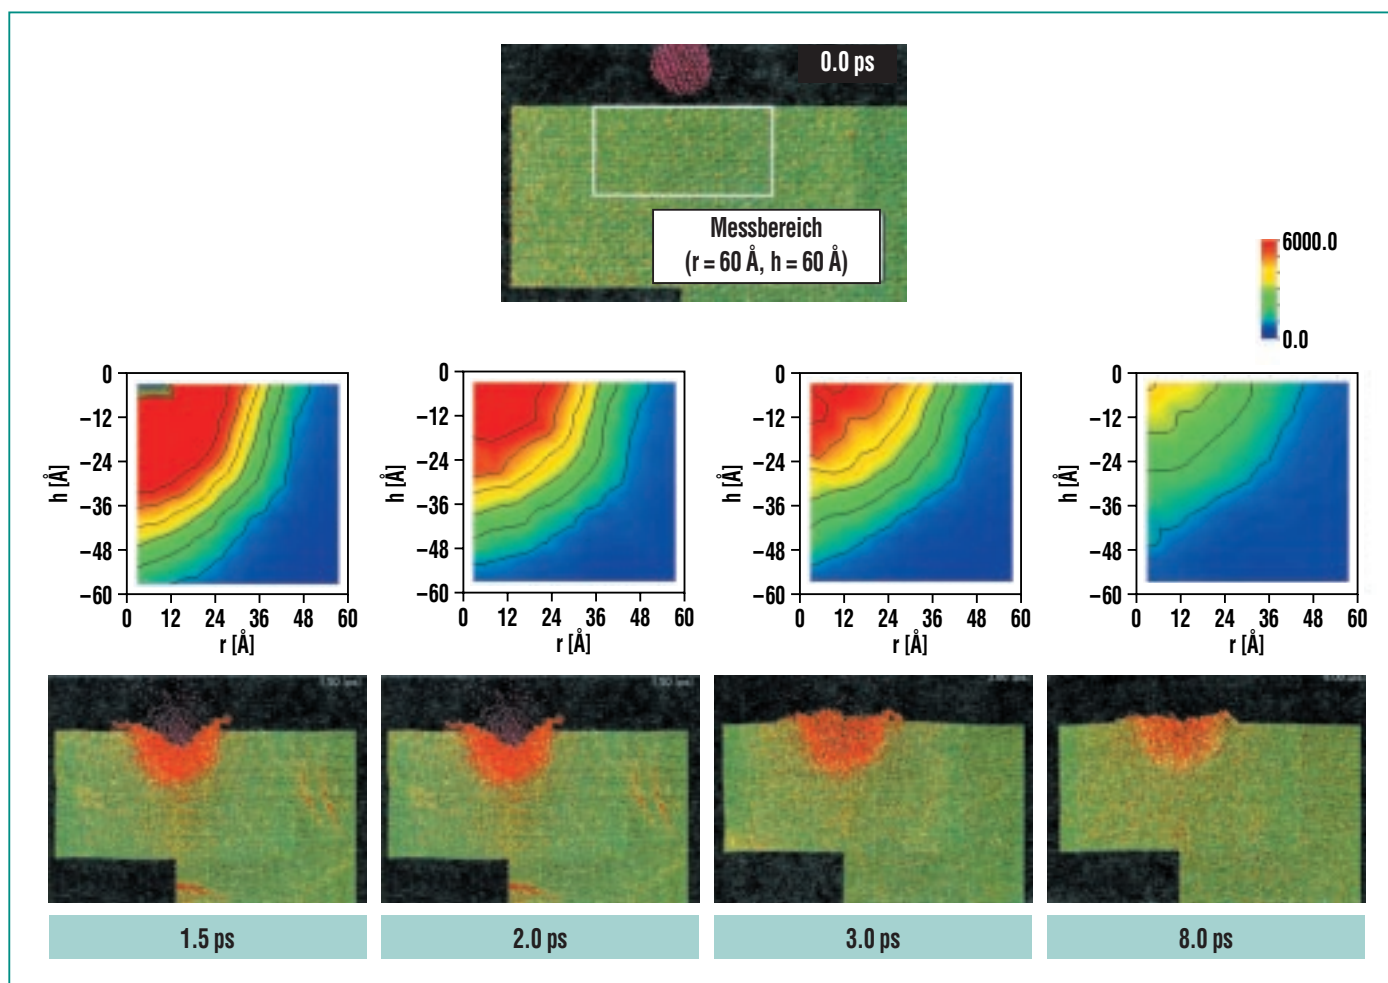 0.0 ps
Messbereich
(r = 60 Å, h = 60 Å)
6000.0
0.0
0
–12
–24
–36
–48
–60
h [Å]
0 12 24 36 48 60
r [Å]
0
–12
–24
–36
–48
–60
h [Å]
0 12 24 36 48 60
r [Å]
0
–12
–24
–36
–48
–60
h [Å]
0 12 24 36 48 60
r [Å]
0
–12
–24
–36
–48
–60
h [Å]
0 12 24 36 48 60
r [Å]
1.5 ps
2.0 ps
3.0 ps
8.0 ps